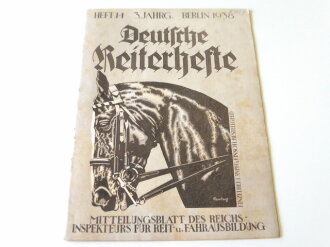 HEFT 14 3. JAHRG. BERLIN 1938
Deutsche
Reiterhefte
MITTEILUNGSBLATT DES REICHS-
INSPEKTEURS FÜR REIT- u. FAHRAUSBILDUNG